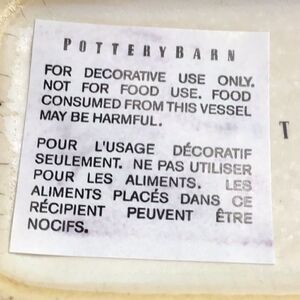 POTTERYBARN
FOR DECORATIVE USE ONLY.
NOT FOR FOOD USE. FOOD
CONSUMED FROM THIS VESSEL
MAY BE HARMFUL.
POUR L'USAGE DÉCORATIF
SEULEMENT. NE PAS UTILISER
POUR LES ALIMENTS. LES
ALIMENTS PLACÉS DANS CE
RÉCIPIENT PEUVENT ÊTRE
NOCIFS.
T